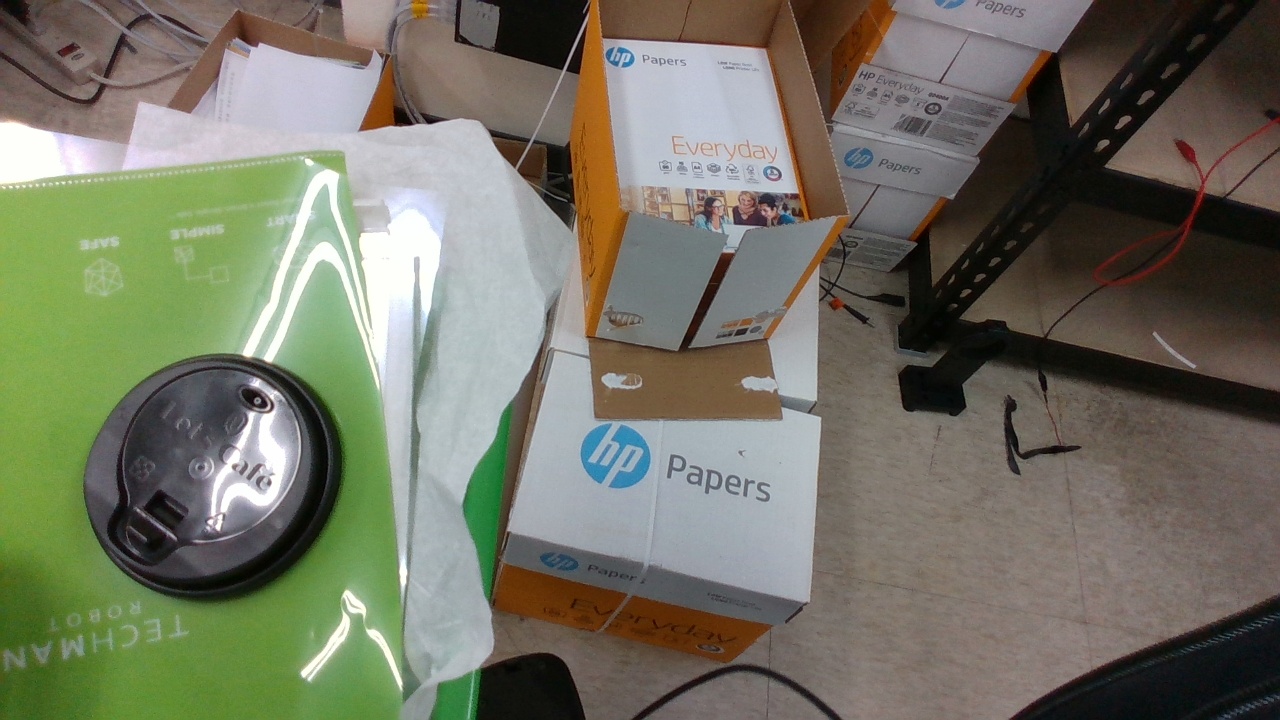 hp Papers
Everyday
hp Papers
HP Everyday
hp Papers
SMART
SIMPLE
SAFE
Let's Café
TECHMAN
ROBOT
hp Papers
hp Papers
Everyday